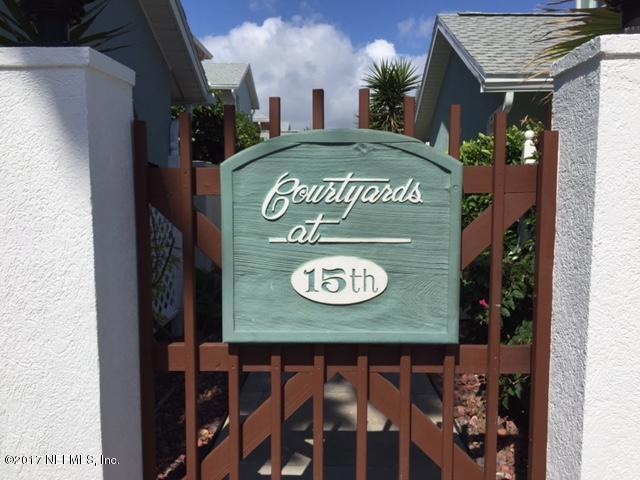 Courtyards
at
15th
©2017 NEFMLS, Inc.